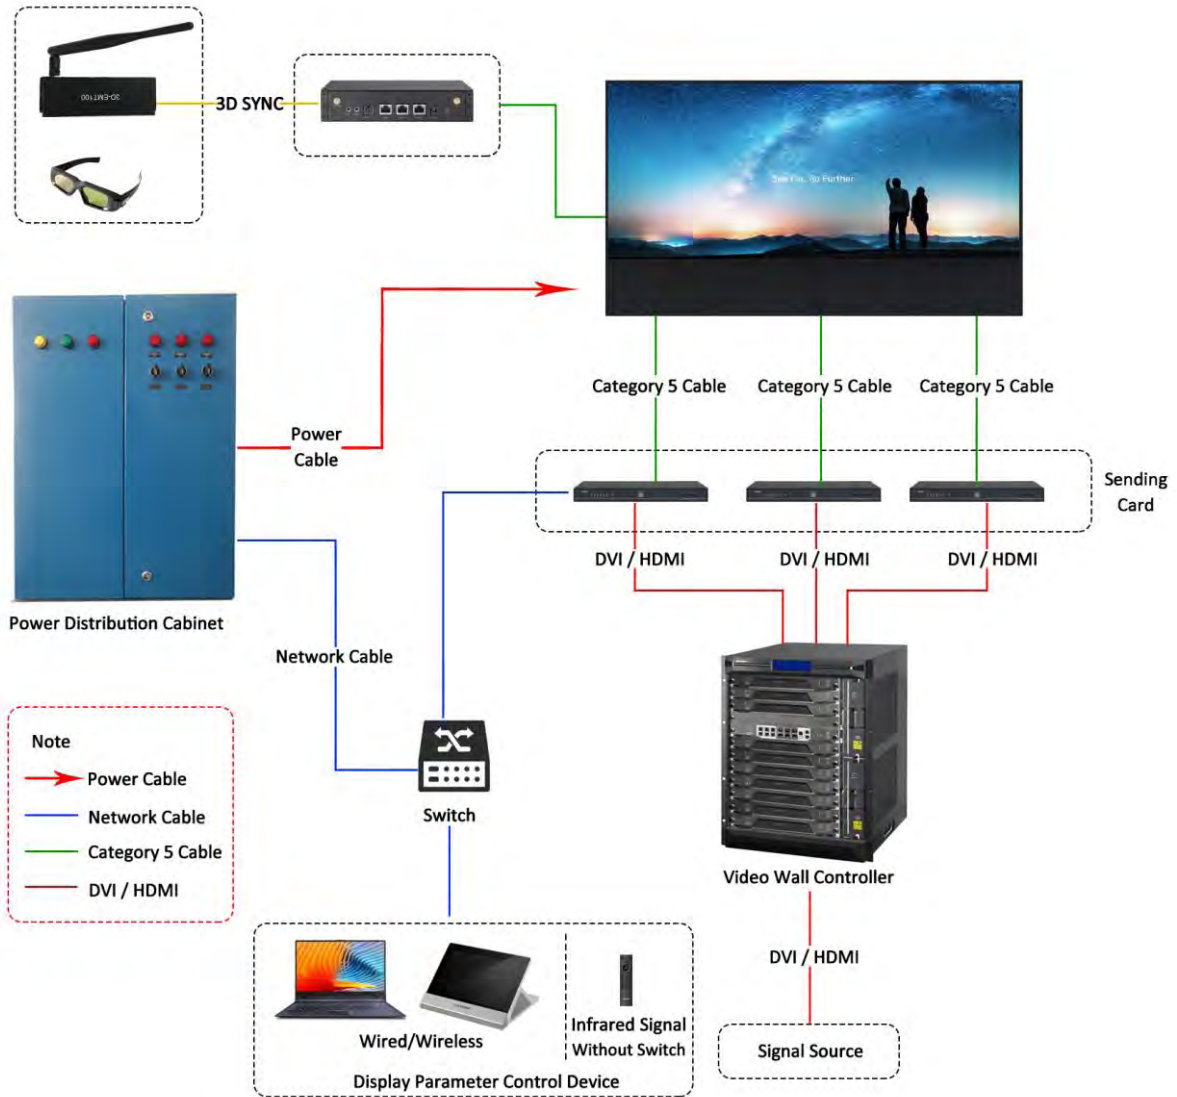 3D-EMT100
3D SYNC
See Far, Go Further
Category 5 Cable
Category 5 Cable
Category 5 Cable
Power
Cable
Sending
Card
DVI / HDMI
DVI / HDMI
DVI / HDMI
Power Distribution Cabinet
Network Cable
Note
Power Cable
Network Cable
Category 5 Cable
DVI / HDMI
Switch
Video Wall Controller
DVI / HDMI
Wired/Wireless
Infrared Signal
Without Switch
Display Parameter Control Device
Signal Source